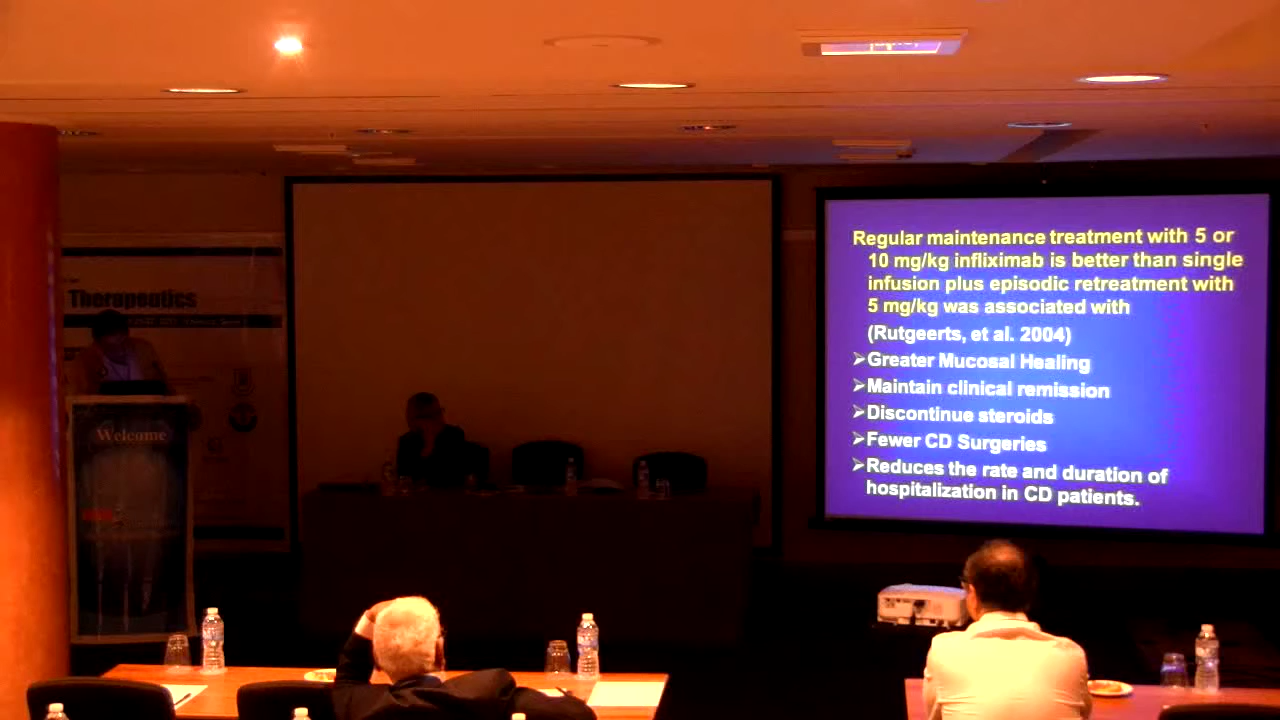 Therapeutics
Welcome
Regular maintenance treatment with 5 or
10 mg/kg infliximab is better than single
infusion plus episodic retreatment with
5 mg/kg was associated with
(Rutgeerts, et al. 2004)
➢Greater Mucosal Healing
➢Maintain clinical remission
➢Discontinue steroids
➢Fewer CD Surgeries
➢Reduces the rate and duration of
hospitalization in CD patients.